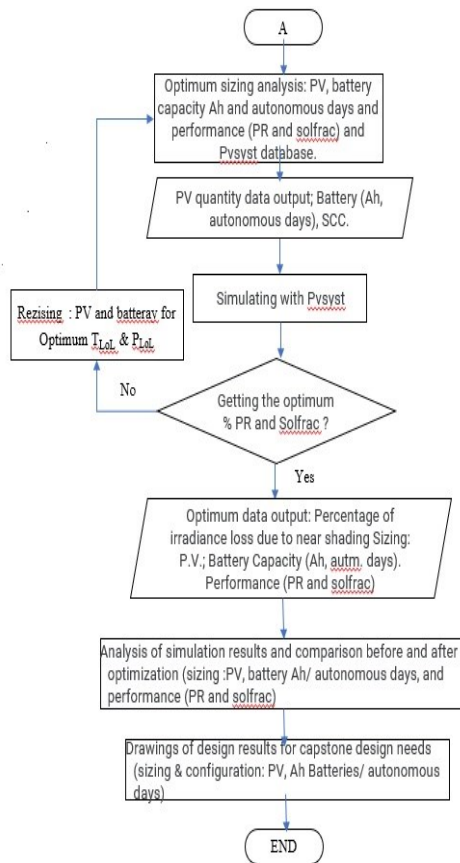 A
Optimum sizing analysis: PV, battery
capacity Ah and autonomous days and
performance (PR and solfrac) and
Pvsyst database.
PV quantity data output; Battery (Ah,
autonomous days), SCC.
Simulating with Pvsyst
Rezising : PV and batteray for
Optimum TLoL & PLoL
No
Getting the optimum
% PR and Solfrac ?
Yes
Optimum data output: Percentage of
irradiance loss due to near shading Sizing:
P.V.; Battery Capacity (Ah, autm. days).
Performance (PR and solfrac)
Analysis of simulation results and comparison before and after
optimization (sizing :PV, battery Ah/ autonomous days, and
performance (PR and solfrac)
Drawings of design results for capstone design needs
(sizing & configuration: PV, Ah Batteries/ autonomous
days)
END